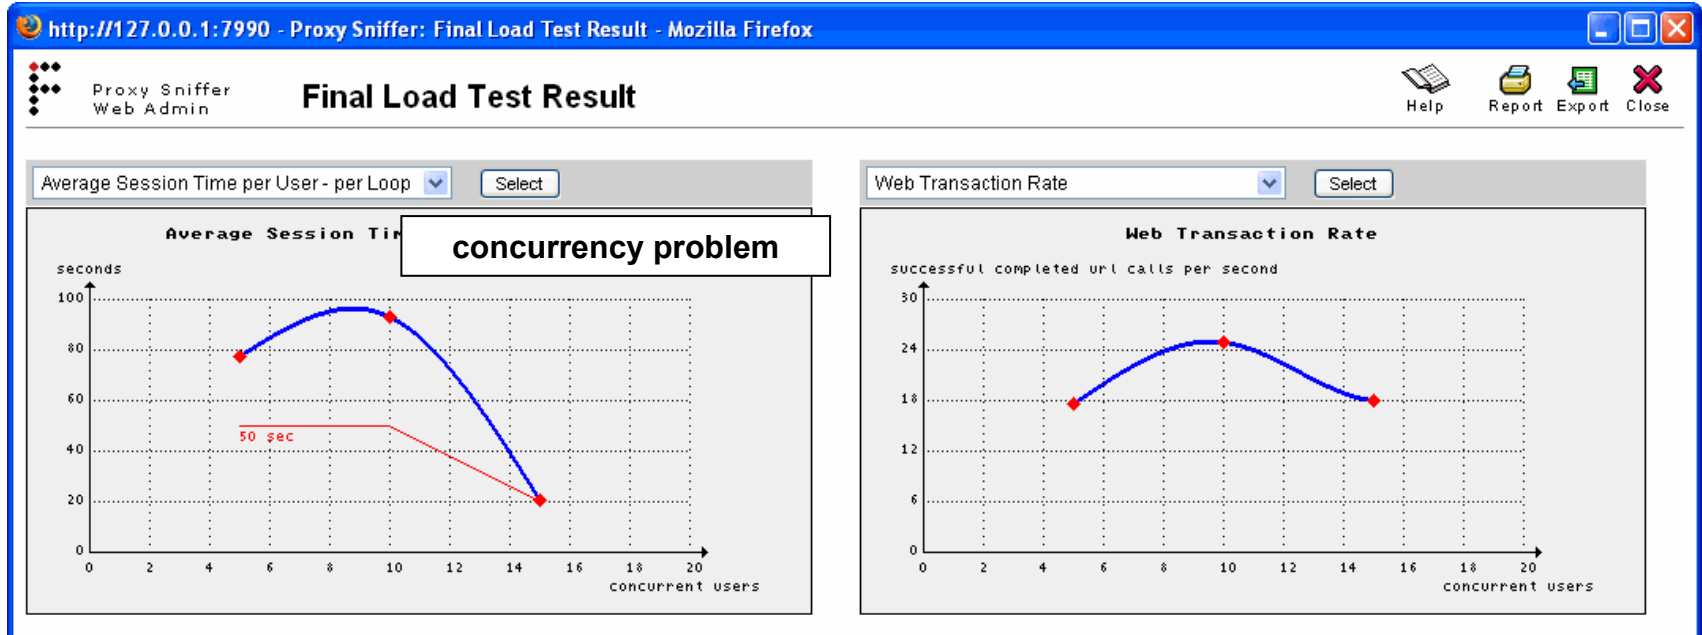 http://127.0.0.1:7990 - Proxy Sniffer: Final Load Test Result - Mozilla Firefox
Proxy Sniffer
Web Admin
Final Load Test Result
Help
Report
Export
Close
Average Session Time per User - per Loop
Select
Web Transaction Rate
Select
Average Session
concurrency problem
seconds
100
80
60
40
20
0
50 sec
0 2 4 6 8 10 12 14 16 18 20
concurrent users
Web Transaction Rate
successful completed url calls per second
30
24
18
12
6
0
0 2 4 6 8 10 12 14 16 18 20
concurrent users